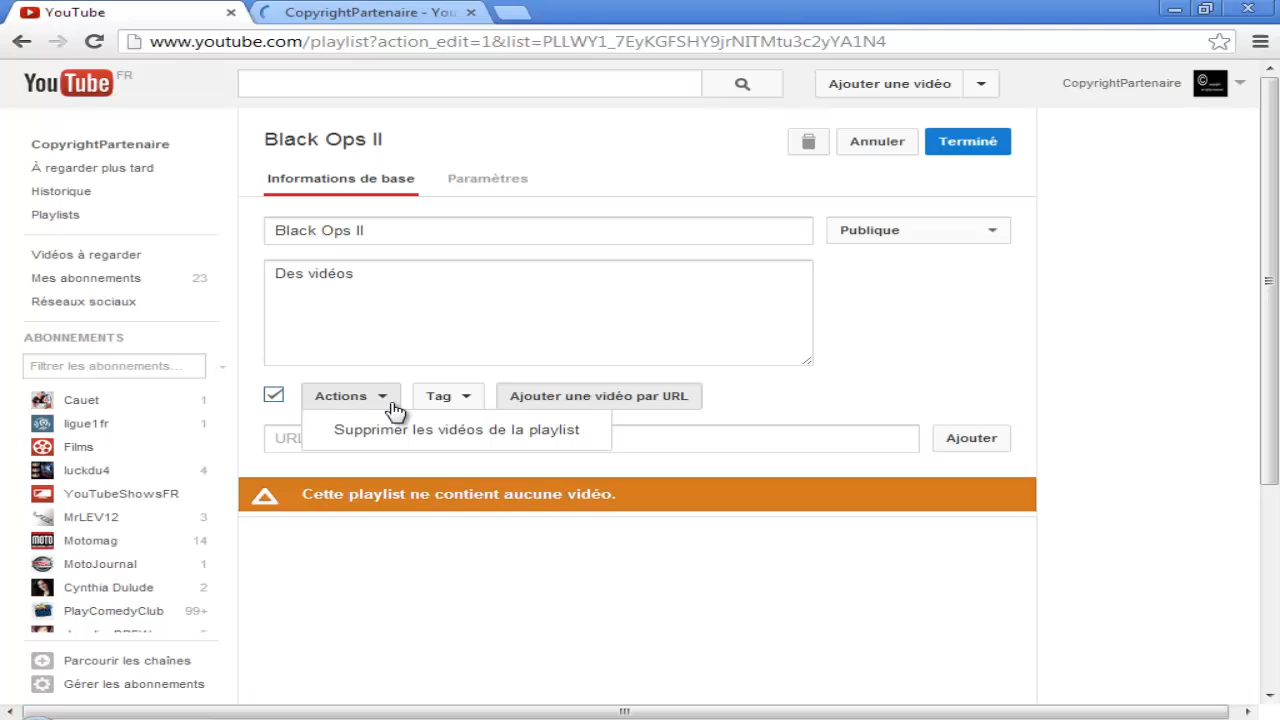 YouTube
CopyrightPartenaire - You
www.youtube.com/playlist?action_edit=1&list=PLLWY1_7EyKGFSHY9jrNITMtu3c2yYA1N4
YouTube FR
Ajouter une vidéo
CopyrightPartenaire
CopyrightPartenaire
À regarder plus tard
Historique
Playlists
Vidéos à regarder
Mes abonnements 23
Réseaux sociaux
ABONNEMENTS
Filtrer les abonnements...
Cauet 1
ligue1fr 1
Films
luckdu4 4
YouTubeShowsFR
MrLEV12 3
Motomag 14
MotoJournal 1
Cynthia Dulude 2
PlayComedyClub 99+
Parcourir les chaînes
Gérer les abonnements
Black Ops II
Annuler
Terminé
Informations de base
Paramètres
Black Ops II
Publique
Des vidéos
Actions
Tag
Ajouter une vidéo par URL
Supprimer les vidéos de la playlist
URL
Ajouter
Cette playlist ne contient aucune vidéo.